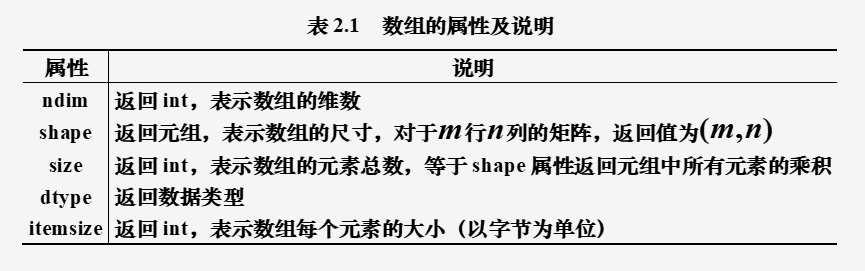 表 2.1 数组的属性及说明
属性 说明
ndim 返回 int，表示数组的维数
shape 返回元组，表示数组的尺寸，对于m行n列的矩阵，返回值为(m,n)
size 返回 int，表示数组的元素总数，等于 shape 属性返回元组中所有元素的乘积
dtype 返回数据类型
itemsize 返回 int，表示数组每个元素的大小（以字节为单位）